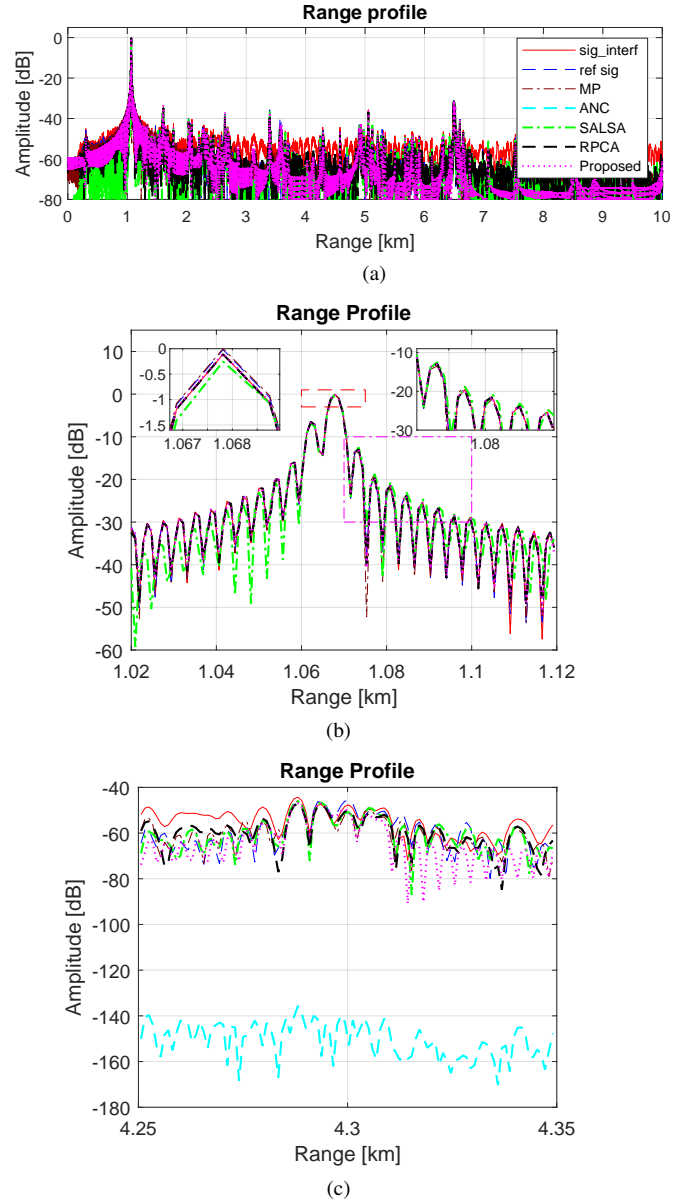 Range profile
Amplitude [dB]
0
-20
-40
-60
-80
0 1 2 3 4 5 6 7 8 9 10
Range [km]
sig_interf
ref sig
MP
ANC
SALSA
RPCA
Proposed
(a)
Range Profile
Amplitude [dB]
10
0
-10
-20
-30
-40
-50
-60
1.02 1.04 1.06 1.08 1.1 1.12
Range [km]
0
-0.5
-1
-1.5
1.067 1.068
-10
-20
-30
1.08
(b)
Range Profile
Amplitude [dB]
-40
-60
-80
-100
-120
-140
-160
-180
4.25 4.3 4.35
Range [km]
(c)